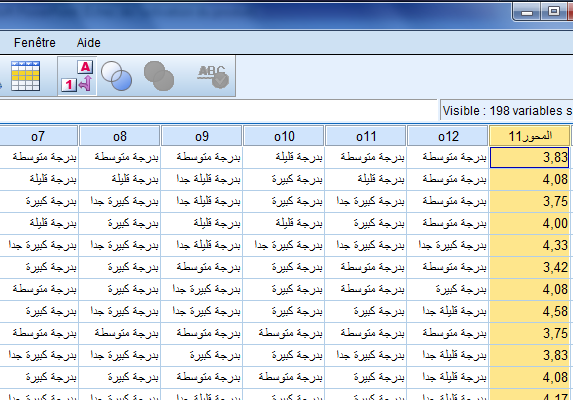 Fenêtre Aide
1 A ABC
Visible : 198 variables s
o7 o8 o9 o10 o11 o12 المحور11
بدرجة متوسطة بدرجة متوسطة بدرجة متوسطة بدرجة قليلة بدرجة متوسطة بدرجة متوسطة 3,83
بدرجة قليلة بدرجة قليلة بدرجة قليلة جدا بدرجة كبيرة بدرجة قليلة بدرجة متوسطة 4,08
بدرجة كبيرة بدرجة كبيرة جدا بدرجة قليلة جدا بدرجة كبيرة بدرجة كبيرة جدا بدرجة متوسطة 3,75
بدرجة قليلة بدرجة كبيرة بدرجة قليلة بدرجة قليلة بدرجة كبيرة بدرجة متوسطة 4,00
بدرجة كبيرة جدا بدرجة كبيرة جدا بدرجة قليلة جدا بدرجة كبيرة جدا بدرجة كبيرة جدا بدرجة كبيرة جدا 4,33
بدرجة كبيرة بدرجة كبيرة بدرجة متوسطة بدرجة كبيرة بدرجة كبيرة بدرجة متوسطة 3,42
بدرجة متوسطة بدرجة كبيرة بدرجة كبيرة جدا بدرجة كبيرة بدرجة متوسطة بدرجة كبيرة 4,08
بدرجة كبيرة بدرجة كبيرة جدا بدرجة كبيرة جدا بدرجة كبيرة بدرجة كبيرة بدرجة قليلة جدا 4,58
بدرجة متوسطة بدرجة كبيرة بدرجة متوسطة بدرجة متوسطة بدرجة كبيرة بدرجة متوسطة 3,75
بدرجة كبيرة جدا بدرجة كبيرة جدا بدرجة كبيرة بدرجة كبيرة بدرجة كبيرة جدا بدرجة قليلة جدا 3,83
بدرجة كبيرة بدرجة كبيرة بدرجة متوسطة بدرجة متوسطة بدرجة كبيرة بدرجة قليلة جدا 4,08
4,17